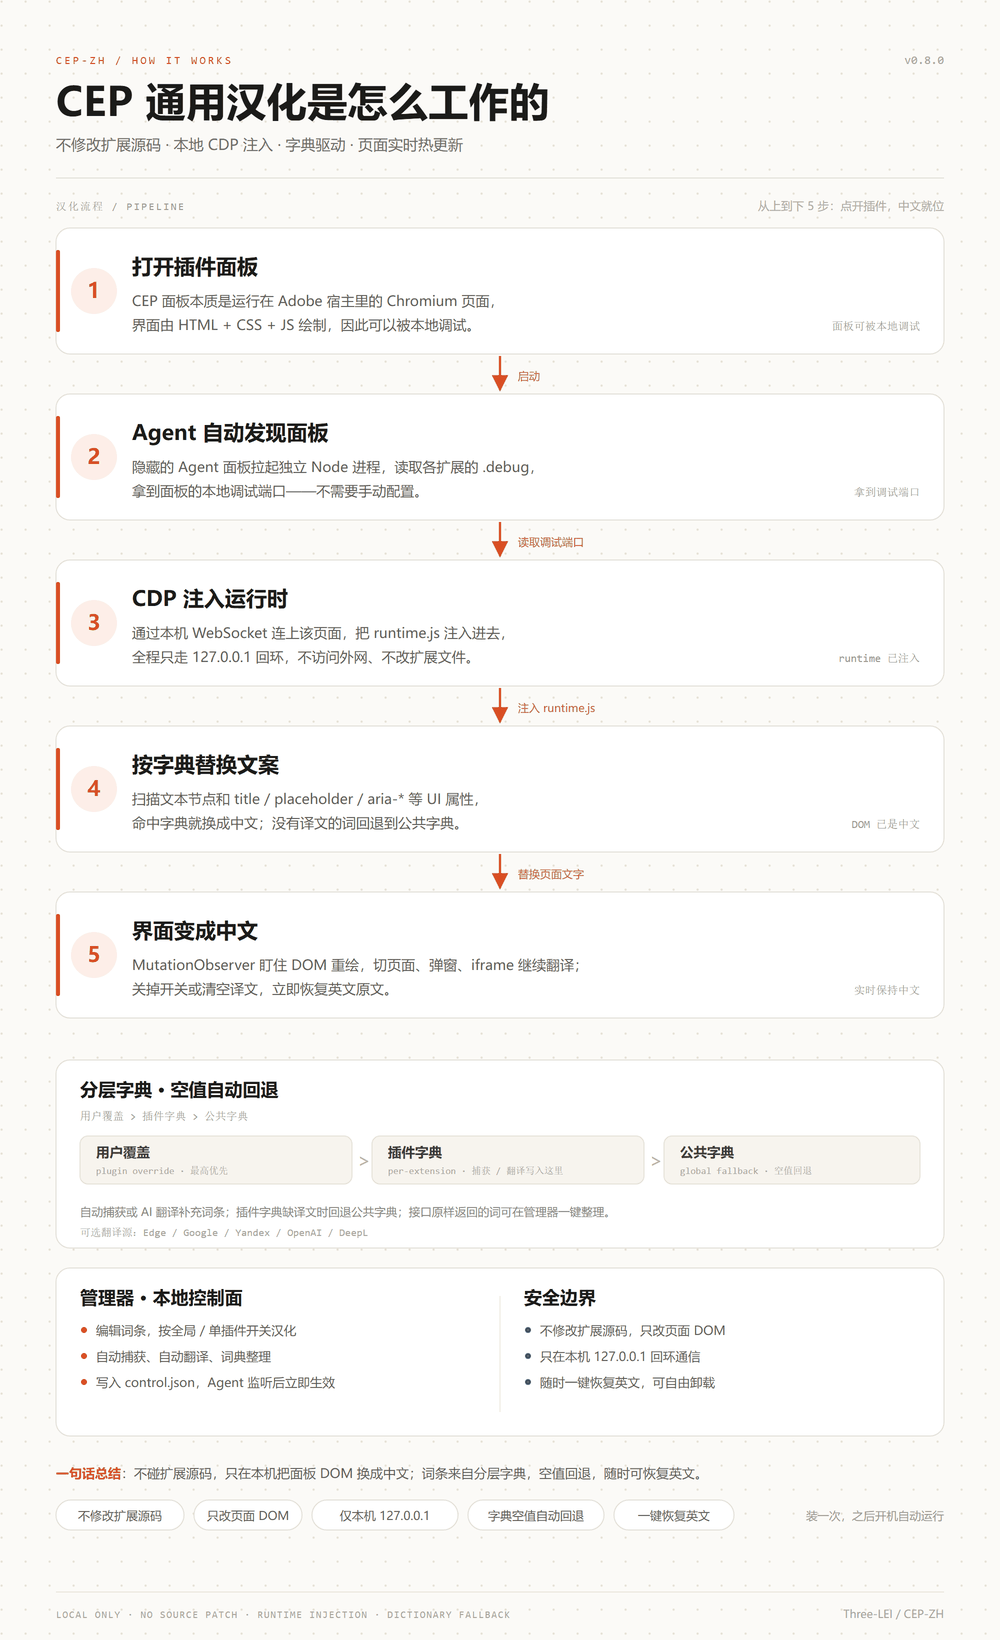 CEP-ZH / HOW IT WORKS
v0.8.0
CEP 通用汉化是怎么工作的
不修改扩展源码 · 本地 CDP 注入 · 字典驱动 · 页面实时热更新
汉化流程 / PIPELINE
从上到下 5 步：点开插件，中文就位
1
打开插件面板
CEP 面板本质是运行在 Adobe 宿主里的 Chromium 页面，
界面由 HTML + CSS + JS 绘制，因此可以被本地调试。
面板可被本地调试
启动
2
Agent 自动发现面板
隐藏的 Agent 面板拉起独立 Node 进程，读取各扩展的 .debug，
拿到面板的本地调试端口——不需要手动配置。
拿到调试端口
读取调试端口
3
CDP 注入运行时
通过本机 WebSocket 连上该页面，把 runtime.js 注入进去，
全程只走 127.0.0.1 回环，不访问外网、不改扩展文件。
runtime 已注入
注入 runtime.js
4
按字典替换文案
扫描文本节点和 title / placeholder / aria-* 等 UI 属性，
命中字典就换成中文；没有译文的词回退到公共字典。
DOM 已是中文
替换页面文字
5
界面变成中文
MutationObserver 盯住 DOM 重绘，切页面、弹窗、iframe 继续翻译；
关掉开关或清空译文，立即恢复英文原文。
实时保持中文
分层字典 · 空值自动回退
用户覆盖 > 插件字典 > 公共字典
用户覆盖
plugin override · 最高优先
>
插件字典
per-extension · 捕获 / 翻译写入这里
>
公共字典
global fallback · 空值回退
自动捕获或 AI 翻译补充词条；插件字典缺译文时回退公共字典；接口原样返回的词可在管理器一键整理。
可选翻译源：Edge / Google / Yandex / OpenAI / DeepL
管理器 · 本地控制面
编辑词条，按全局 / 单插件开关汉化
自动捕获、自动翻译、词典整理
写入 control.json，Agent 监听后立即生效
安全边界
不修改扩展源码，只改页面 DOM
只在本机 127.0.0.1 回环通信
随时一键恢复英文，可自由卸载
一句话总结：不碰扩展源码，只在本机把面板 DOM 换成中文；词条来自分层字典，空值回退，随时可恢复英文。
不修改扩展源码
只改页面 DOM
仅本机 127.0.0.1
字典空值自动回退
一键恢复英文
装一次，之后开机自动运行
LOCAL ONLY · NO SOURCE PATCH · RUNTIME INJECTION · DICTIONARY FALLBACK
Three-LEI / CEP-ZH